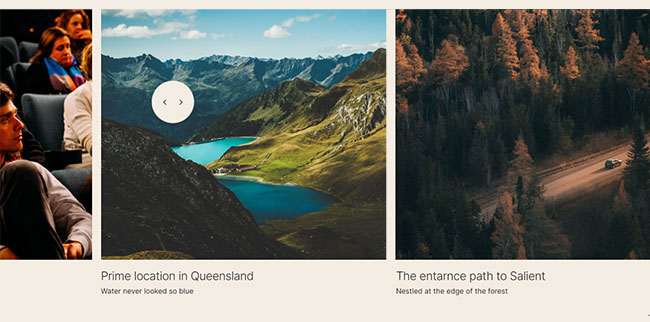 Prime location in Queensland
Water never looked so blue
The entarnce path to Salient
Nestled at the edge of the forest